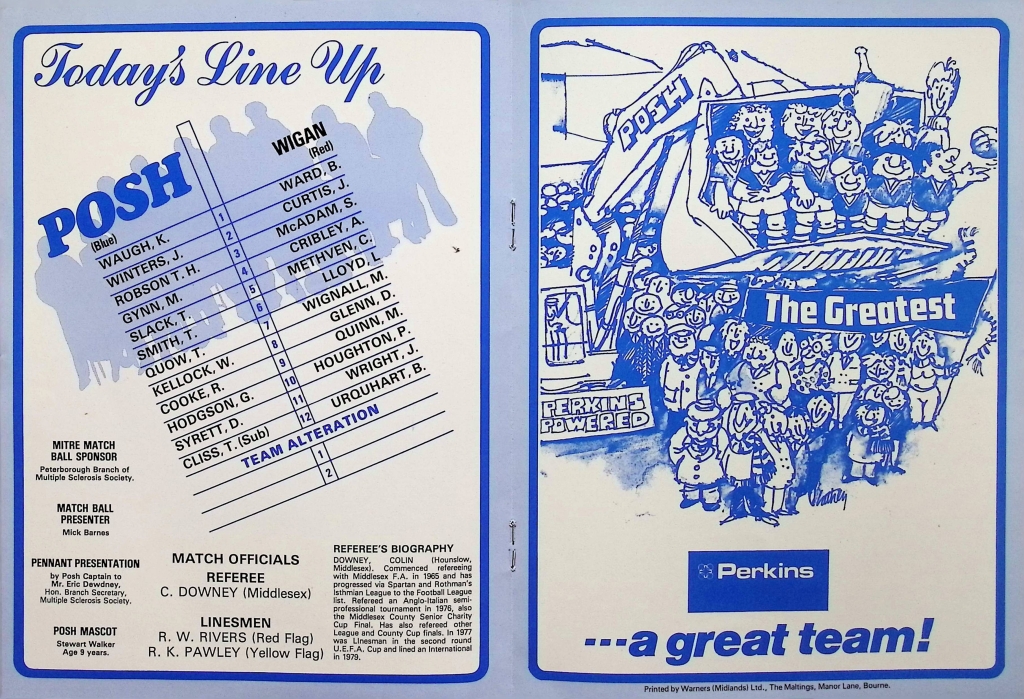 Today's Line Up
POSH
(Blue)
WIGAN
(Red)
WAUGH, K. 1 WARD, B.
WINTERS, J. 2 CURTIS, J.
ROBSON T. H. 3 McADAM, S.
GYNN, M. 4 CRIBLEY, A.
SLACK, T. 5 METHVEN, C.
SMITH, T. 6 LLOYD, L
QUOW, T. 7 WIGNALL, M.
KELLOCK, W. 8 GLENN, D.
COOKE, R. 9 QUINN, M.
HODGSON, G. 10 HOUGHTON, P.
SYRETT, D. 11 WRIGHT, J.
CLISS, T. (Sub) 12 URQUHART, B.
TEAM ALTERATION
1
2
MITRE MATCH
BALL SPONSOR
Peterborough Branch of
Multiple Sclerosis Society.
MATCH BALL
PRESENTER
Mick Barnes
PENNANT PRESENTATION
by Posh Captain to
Mr. Eric Dewdney,
Hon. Branch Secretary,
Multiple Sclerosis Society.
POSH MASCOT
Stewart Walker
Age 9 years.
MATCH OFFICIALS
REFEREE
C. DOWNEY (Middlesex)
LINESMEN
R. W. RIVERS (Red Flag)
R. K. PAWLEY (Yellow Flag)
REFEREE'S BIOGRAPHY
DOWNEY, COLIN (Hounslow,
Middlesex). Commenced refereeing
with Middlesex F.A. in 1965 and has
progressed via Spartan and Rothman's
Isthmian League to the Football League
list. Refereed an Anglo-Italian semi-
professional tournament in 1976, also
the Middlesex County Senior Charity
Cup Final. Has also refereed other
League and County Cup finals. In 1977
was Linesman in the second round
U.E.F.A. Cup and lined an International
in 1979.
POSH
The Greatest
PERKINS
POWERED
Perkins
...a great team!
Printed by Warners (Midlands) Ltd., The Maltings, Manor Lane, Bourne.